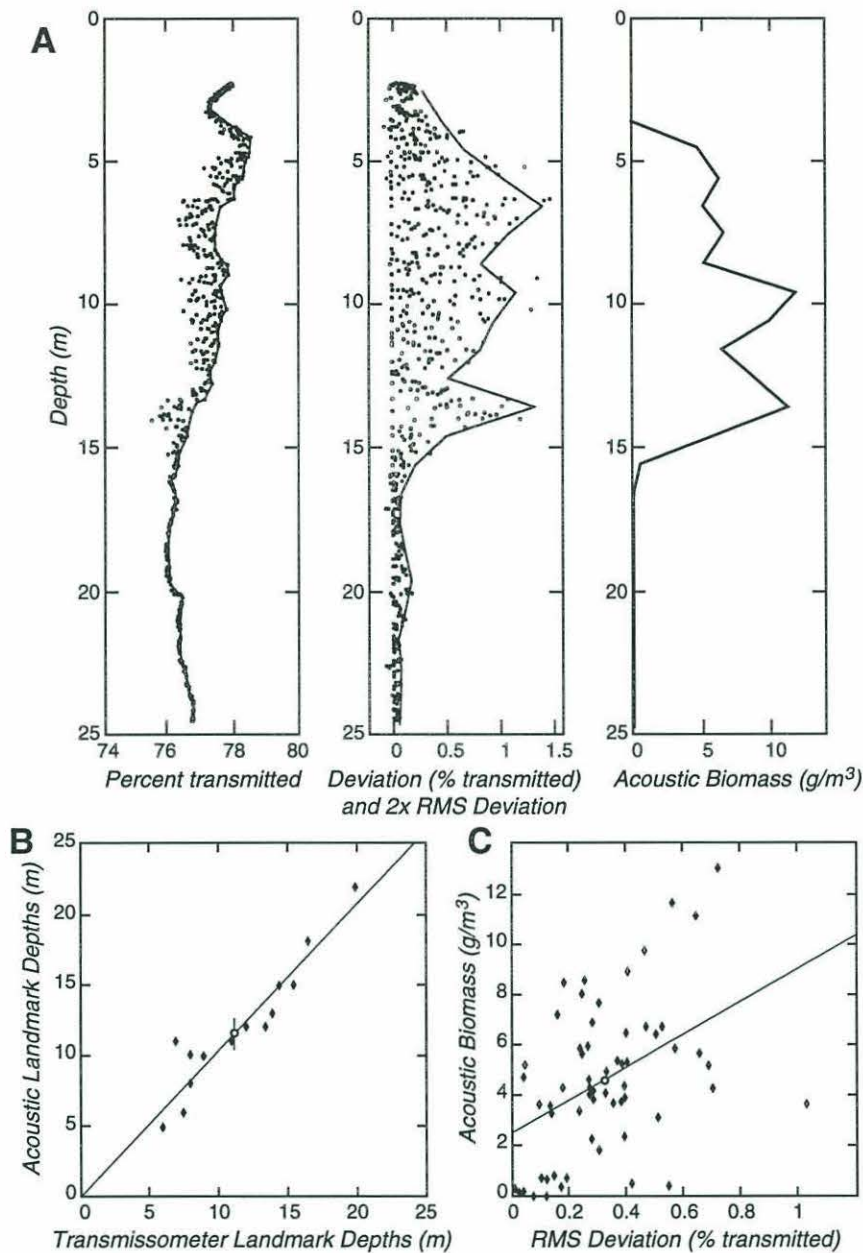 A
0 0 0
5 5 5
10 10 10
15 15 15
20 20 20
25 25 25
Depth (m)
74 76 78 80
Percent transmitted
0 0.5 1 1.5
Deviation (% transmitted)
and 2x RMS Deviation
0 5 10
Acoustic Biomass (g/m³)
B
25
20
15
10
5
0
Acoustic Landmark Depths (m)
0 5 10 15 20 25
Transmissometer Landmark Depths (m)
C
12
10
8
6
4
2
0
Acoustic Biomass (g/m³)
0 0.2 0.4 0.6 0.8 1
RMS Deviation (% transmitted)